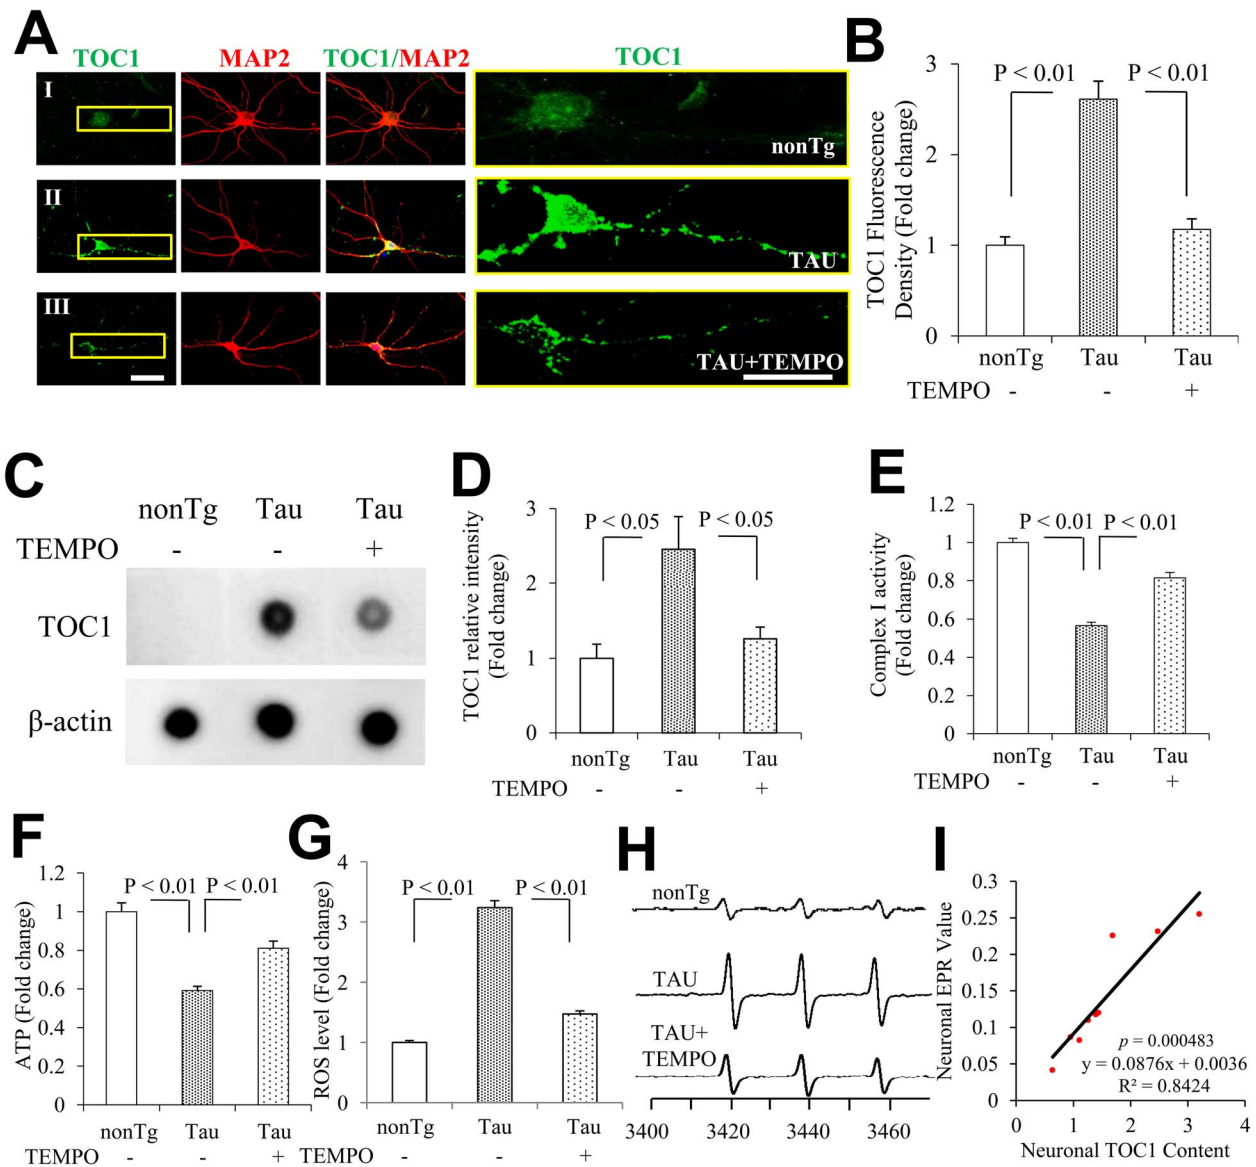 A
TOC1 MAP2 TOC1/MAP2 TOC1
I
nonTg
II
TAU
III
TAU+TEMPO
B
TOC1 Fluorescence
Density (Fold change)
3
2
1
0
P < 0.01 P < 0.01
nonTg Tau Tau
TEMPO - - +
C
nonTg Tau Tau
TEMPO - - +
TOC1
β-actin
D
TOC1 relative intensity
(Fold change)
3
2
1
0
P < 0.05 P < 0.05
nonTg Tau Tau
TEMPO - - +
E
Complex I activity
(Fold change)
1.2
1
0.8
0.6
0.4
0.2
0
P < 0.01 P < 0.01
nonTg Tau Tau
TEMPO - - +
F
ATP (Fold change)
1.2
1
0.8
0.6
0.4
0.2
0
P < 0.01 P < 0.01
nonTg Tau Tau
TEMPO - - +
G
ROS level (Fold change)
4
3
2
1
0
P < 0.01 P < 0.01
nonTg Tau Tau
TEMPO - - +
H
nonTg
TAU
TAU+
TEMPO
3400 3420 3440 3460
I
Neuronal EPR Value
0.3
0.25
0.2
0.15
0.1
0.05
0
p = 0.000483
y = 0.0876x + 0.0036
R² = 0.8424
0 1 2 3 4
Neuronal TOC1 Content